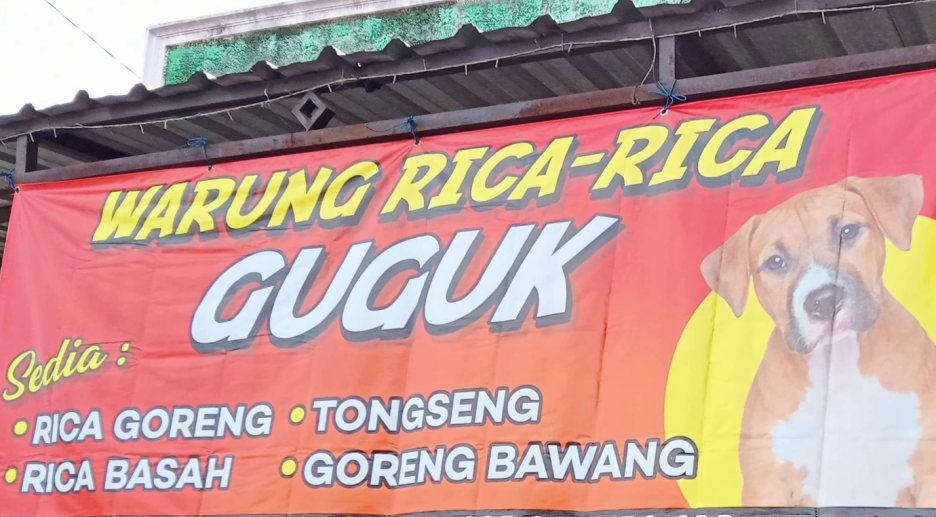 WARUNG RICA-RICA
GUGUK
Sedia :
• RICA GORENG • TONGSENG
• RICA BASAH • GORENG BAWANG